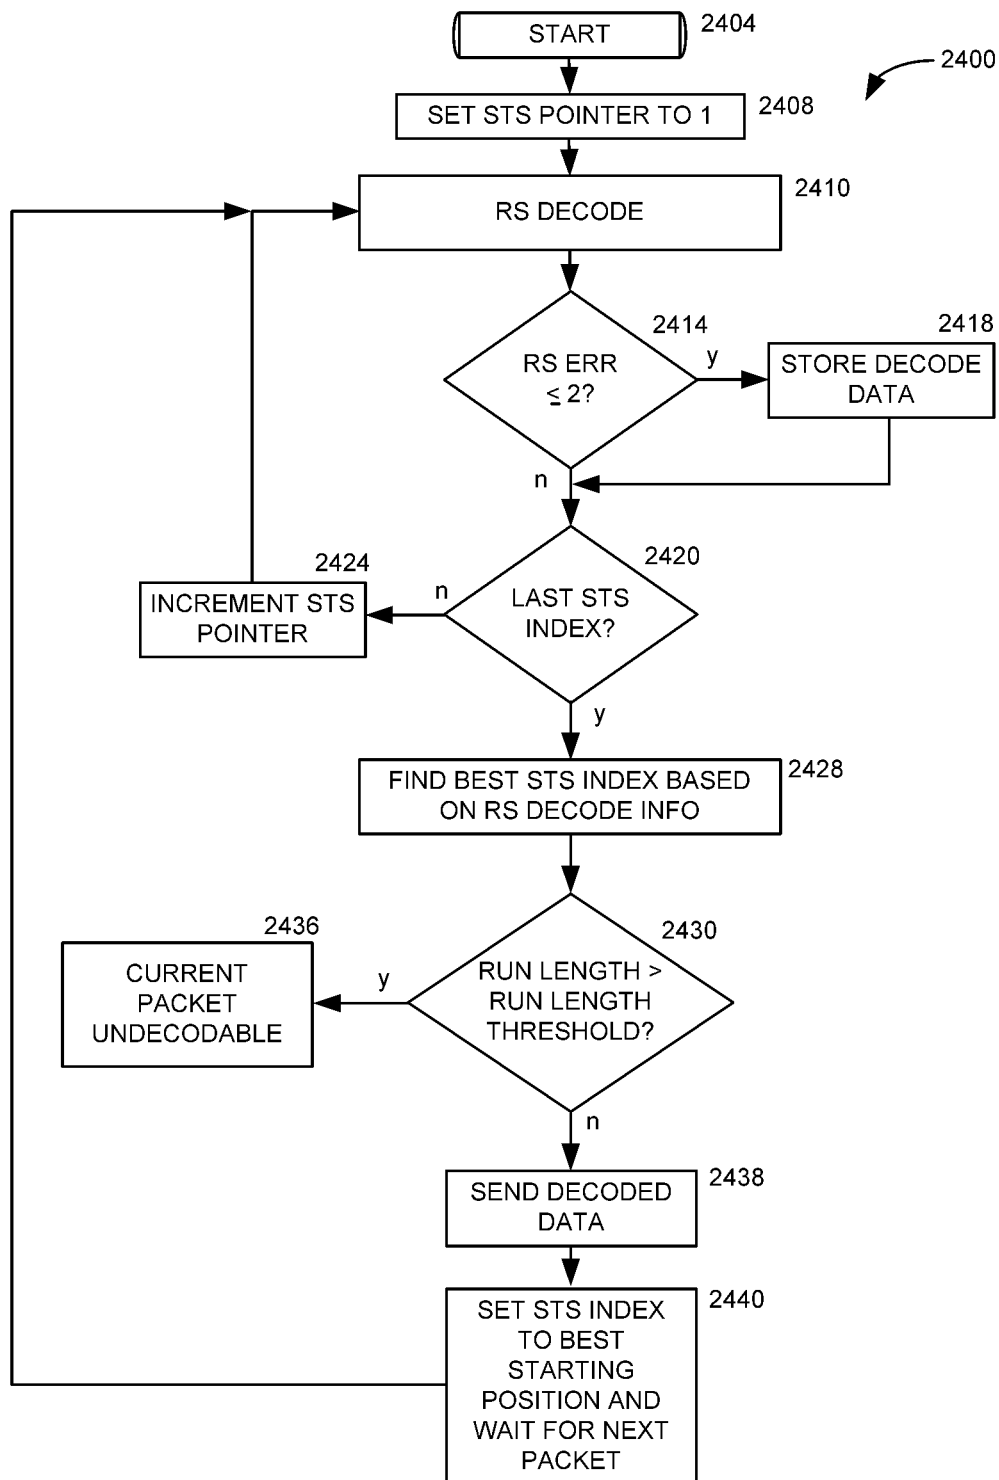 START
2404
2400
SET STS POINTER TO 1
2408
RS DECODE
2410
RS ERR
≤ 2?
2414
y
2418
STORE DECODE
DATA
n
LAST STS
INDEX?
2420
n
2424
INCREMENT STS
POINTER
y
FIND BEST STS INDEX BASED
ON RS DECODE INFO
2428
RUN LENGTH >
RUN LENGTH
THRESHOLD?
2430
y
2436
CURRENT
PACKET
UNDECODABLE
n
SEND DECODED
DATA
2438
SET STS INDEX
TO BEST
STARTING
POSITION AND
WAIT FOR NEXT
PACKET
2440